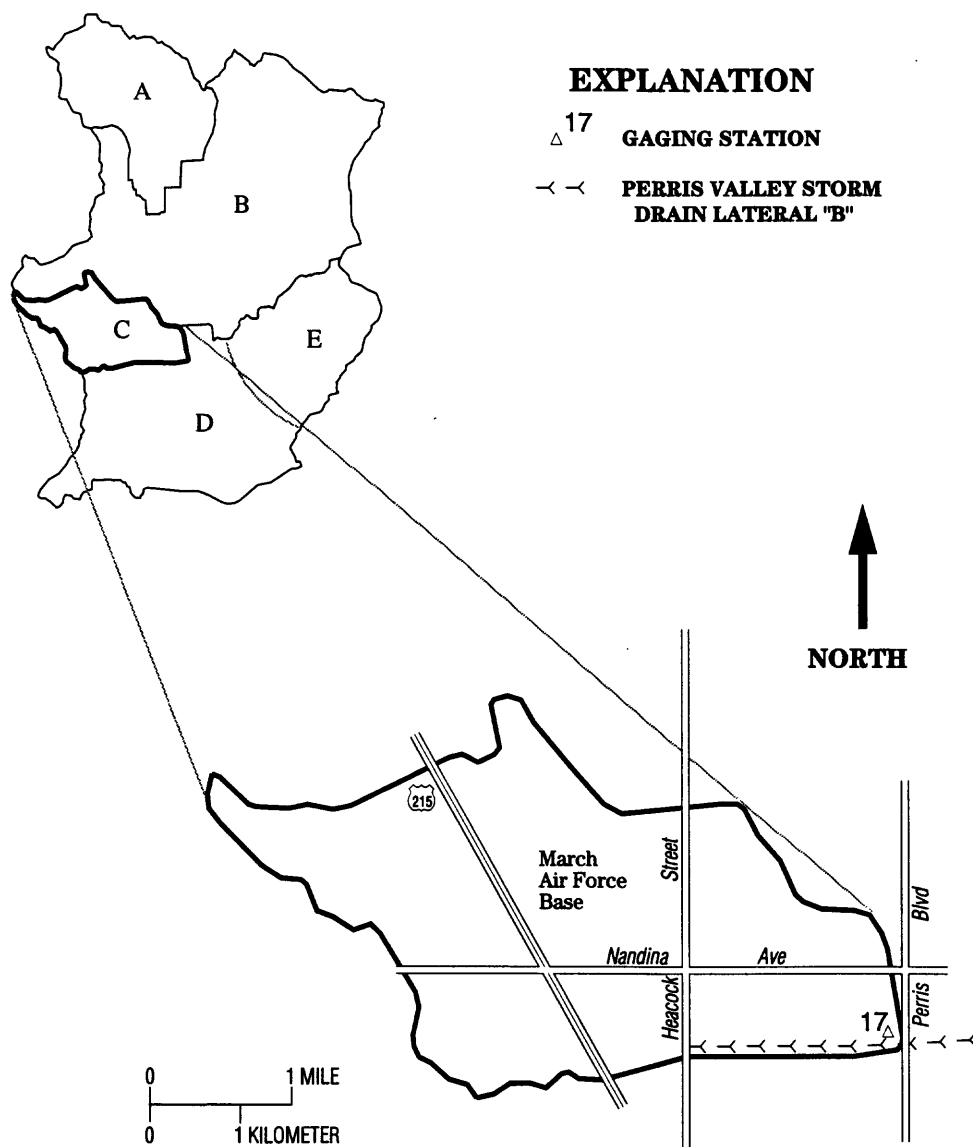 A
B
C
E
D
EXPLANATION
17 GAGING STATION
PERRIS VALLEY STORM
DRAIN LATERAL "B"
NORTH
215
March
Air Force
Base
Street
Heacock
Nandina Ave
Blvd
Perris
17
0 1 MILE
0 1 KILOMETER